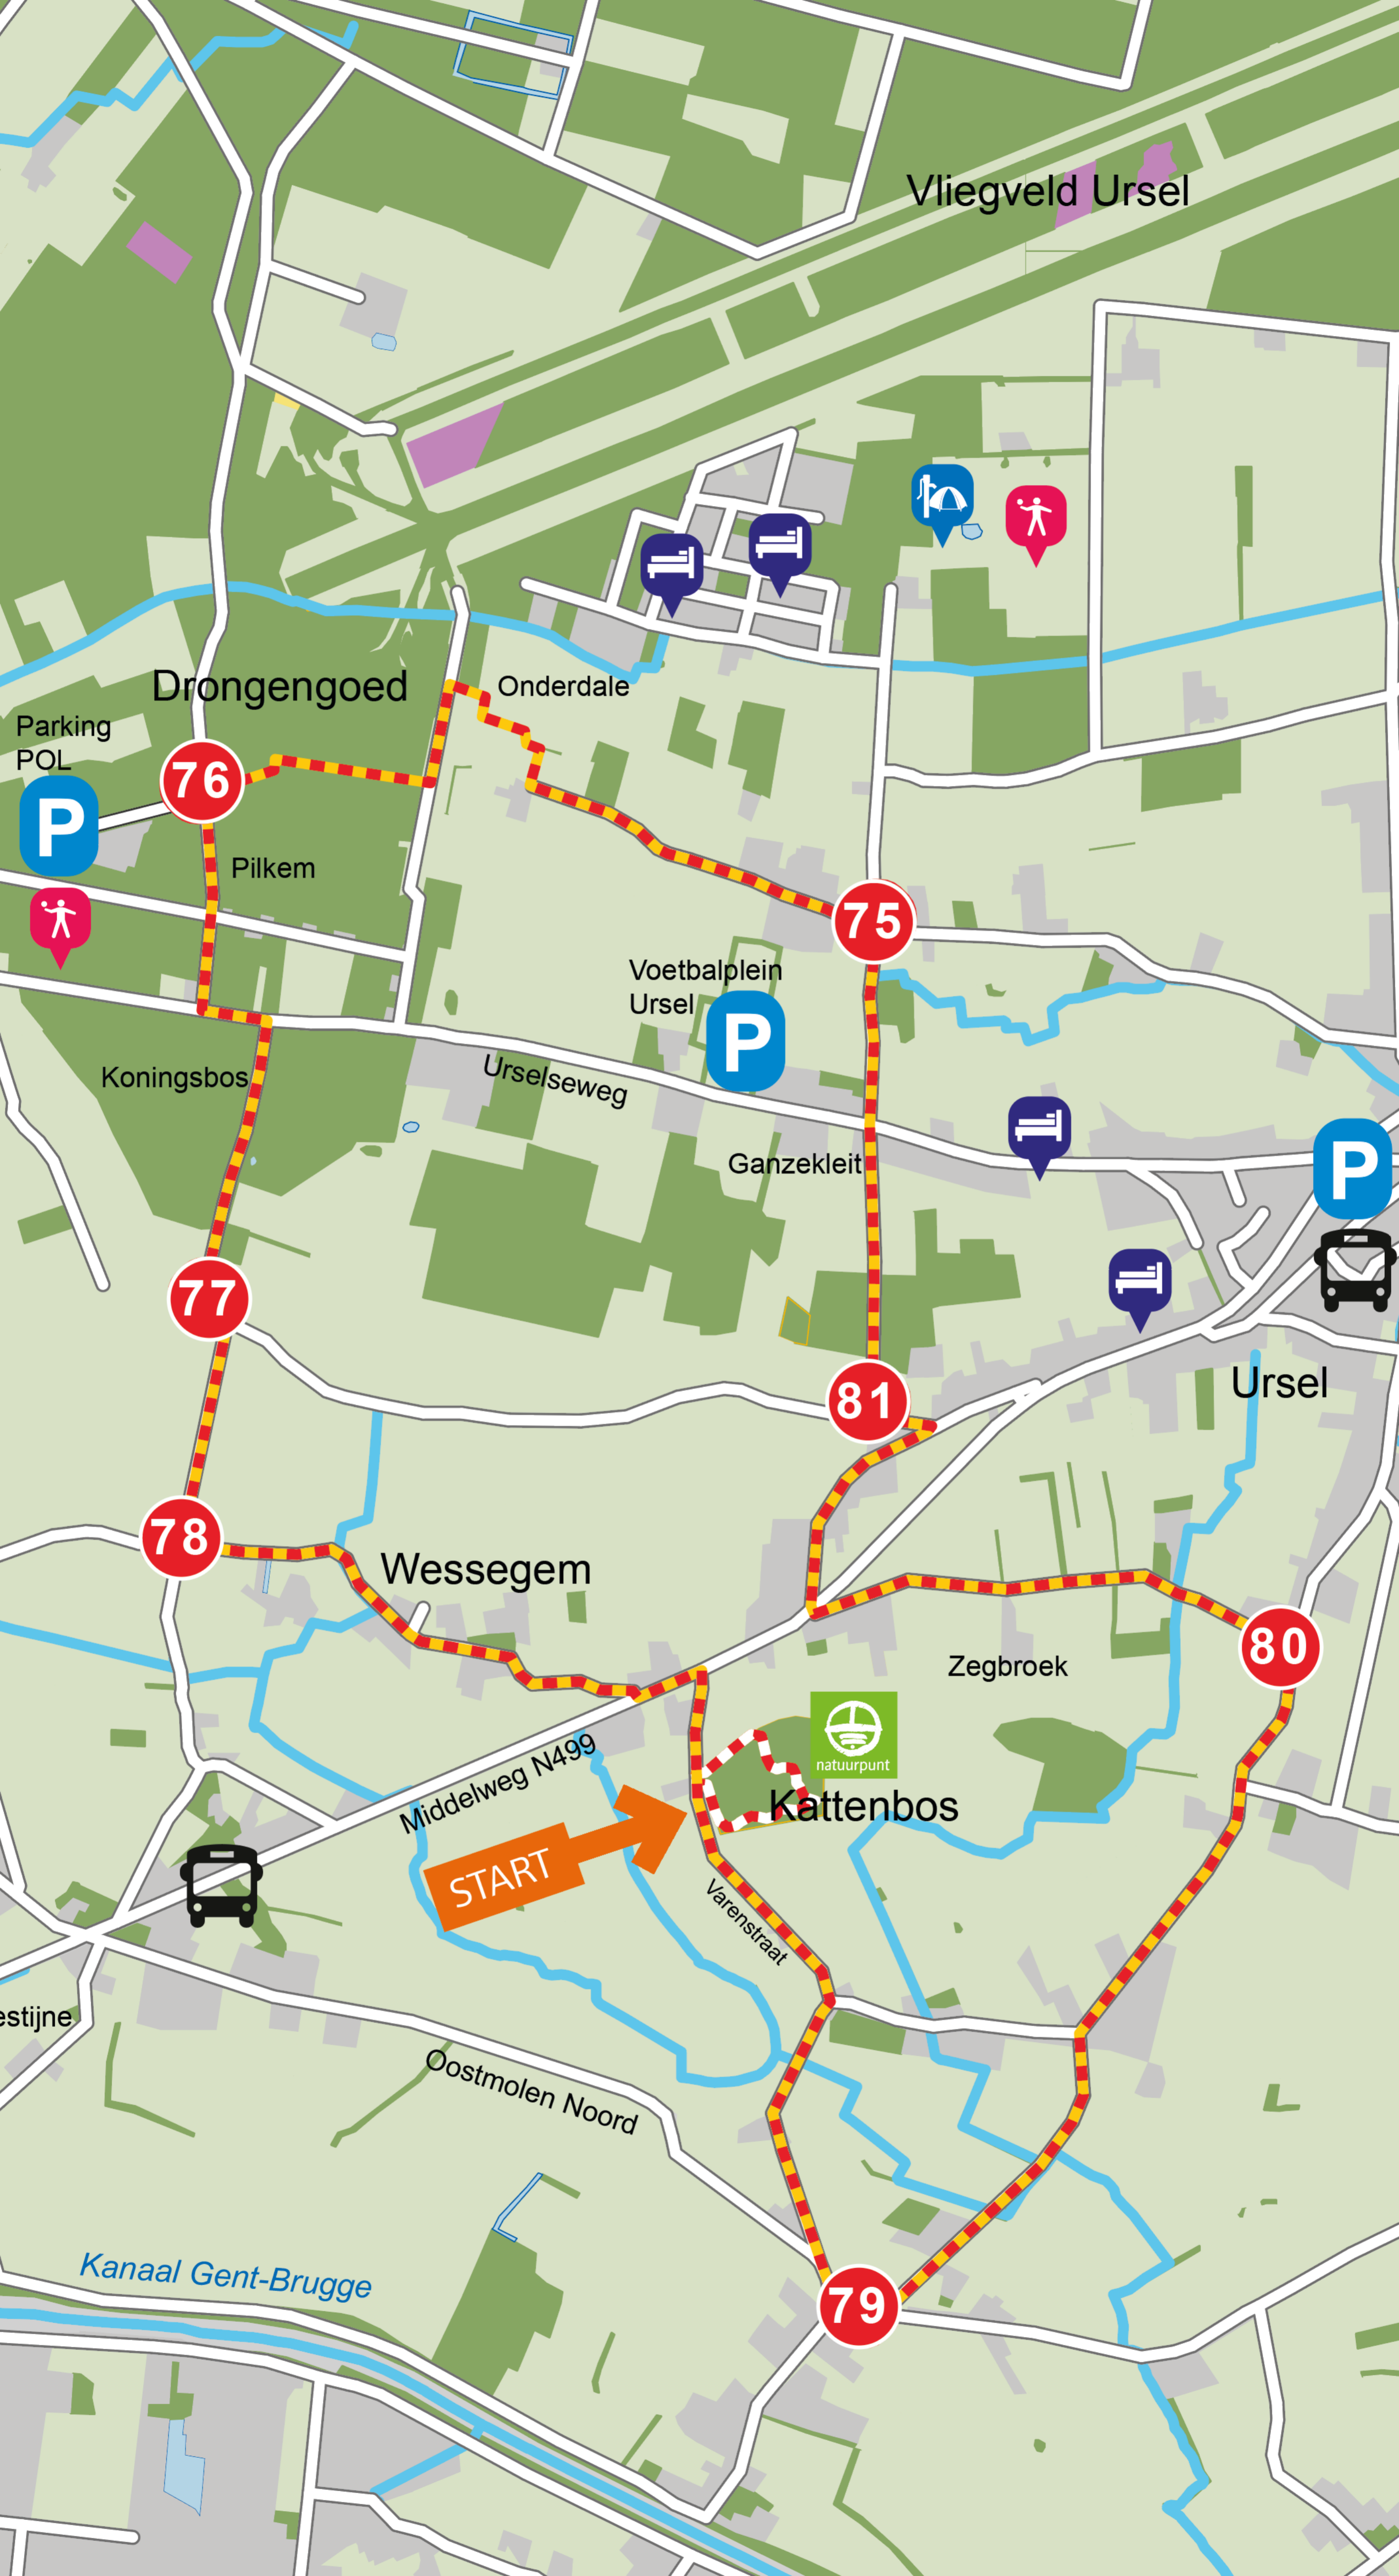 Vliegveld Ursel
Drongengoed
Onderdale
Parking
POL
P
76
Pilkem
75
Voetbalplein
Ursel
P
Koningsbos
Urselseweg
Ganzekleit
P
77
81
Ursel
78
Wessegem
80
Zegbroek
natuurpunt
Middelweg N499
Kattenbos
START
Varenstraat
estijne
Oostmolen Noord
Kanaal Gent-Brugge
79